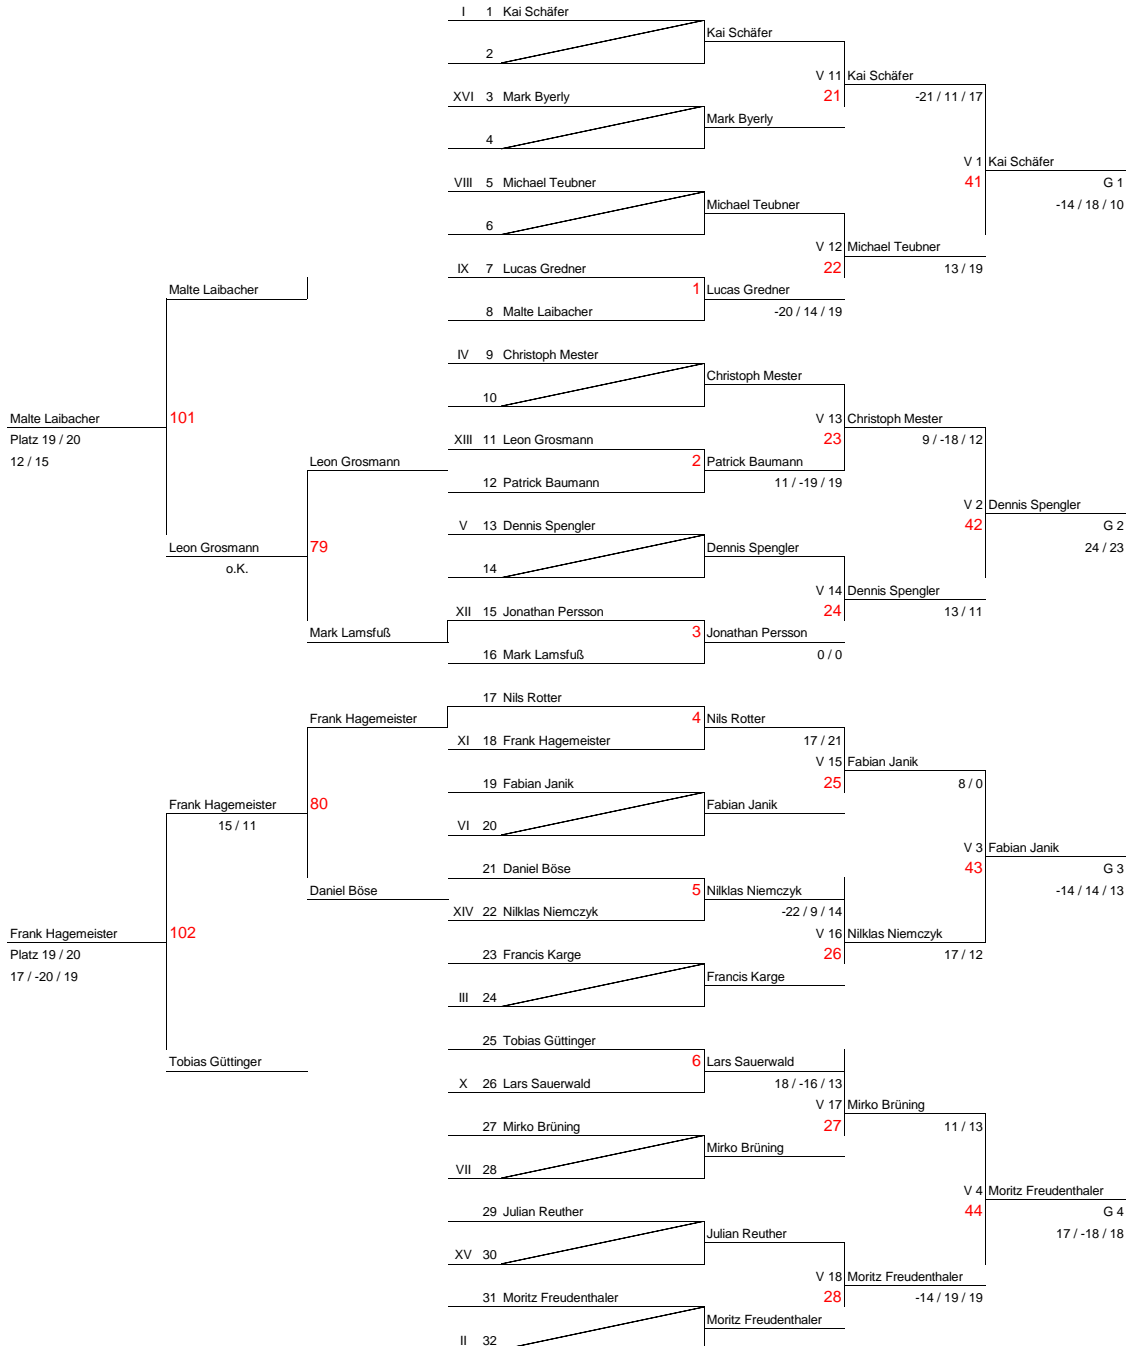 I 1 Kai Schäfer
Kai Schäfer
2
V 11 Kai Schäfer
21 -21 / 11 / 17
XVI 3 Mark Byerly
Mark Byerly
4
V 1 Kai Schäfer
41 G 1
-14 / 18 / 10
VIII 5 Michael Teubner
Michael Teubner
6
V 12 Michael Teubner
22 13 / 19
IX 7 Lucas Gredner
Malte Laibacher
1 Lucas Gredner
8 Malte Laibacher
-20 / 14 / 19
IV 9 Christoph Mester
Christoph Mester
10
Malte Laibacher
101
V 13 Christoph Mester
Platz 19 / 20
23 9 / -18 / 12
XIII 11 Leon Grosmann
12 / 15
Leon Grosmann
2 Patrick Baumann
12 Patrick Baumann
11 / -19 / 19
V 2 Dennis Spengler
42 G 2
V 13 Dennis Spengler
Leon Grosmann
79
Dennis Spengler
24 / 23
o.K.
14
V 14 Dennis Spengler
24 13 / 11
XII 15 Jonathan Persson
Mark Lamsfuß
3 Jonathan Persson
16 Mark Lamsfuß
0 / 0
17 Nils Rotter
Frank Hagemeister
4 Nils Rotter
XI 18 Frank Hagemeister
17 / 21
V 15 Fabian Janik
25 8 / 0
19 Fabian Janik
Frank Hagemeister
80
Fabian Janik
15 / 11
VI 20
V 3 Fabian Janik
43 G 3
21 Daniel Böse
Daniel Böse
5 Nilklas Niemczyk
-14 / 14 / 13
XIV 22 Nilklas Niemczyk
-22 / 9 / 14
Frank Hagemeister
102
V 16 Nilklas Niemczyk
Platz 19 / 20
26 17 / 12
23 Francis Karge
17 / -20 / 19
Francis Karge
III 24
25 Tobias Güttinger
Tobias Güttinger
6 Lars Sauerwald
X 26 Lars Sauerwald
18 / -16 / 13
V 17 Mirko Brüning
27 11 / 13
27 Mirko Brüning
Mirko Brüning
VII 28
V 4 Moritz Freudenthaler
44 G 4
29 Julian Reuther
Julian Reuther
17 / -18 / 18
XV 30
V 18 Moritz Freudenthaler
28 -14 / 19 / 19
31 Moritz Freudenthaler
Moritz Freudenthaler
II 32